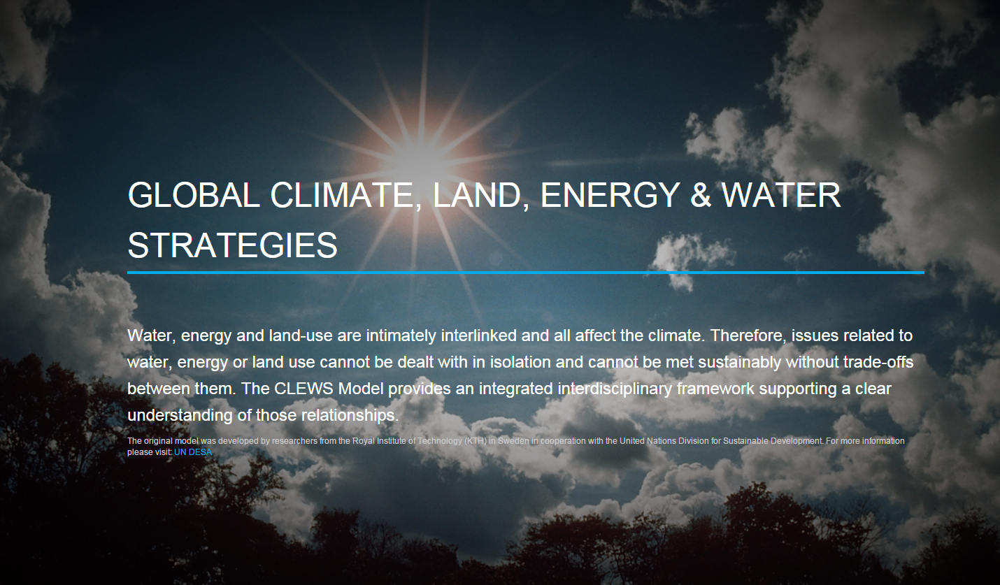 GLOBAL CLIMATE, LAND, ENERGY & WATER
STRATEGIES
Water, energy and land-use are intimately interlinked and all affect the climate. Therefore, issues related to
water, energy or land use cannot be dealt with in isolation and cannot be met sustainably without trade-offs
between them. The CLEWS Model provides an integrated interdisciplinary framework supporting a clear
understanding of those relationships.
The original model was developed by researchers from the Royal Institute of Technology (KTH) in Sweden in cooperation with the United Nations Division for Sustainable Development. For more information
please visit: UN DESA